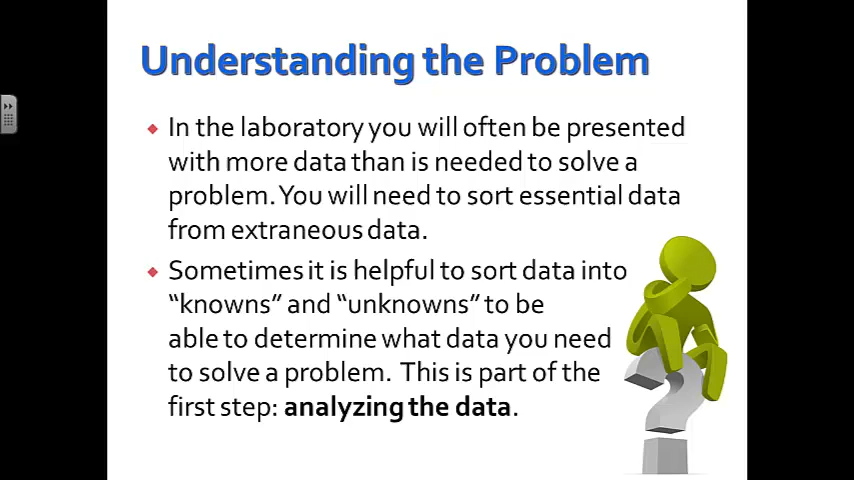 Understanding the Problem
In the laboratory you will often be presented
with more data than is needed to solve a
problem. You will need to sort essential data
from extraneous data.
Sometimes it is helpful to sort data into
“knowns” and “unknowns” to be
able to determine what data you need
to solve a problem. This is part of the
first step: analyzing the data.